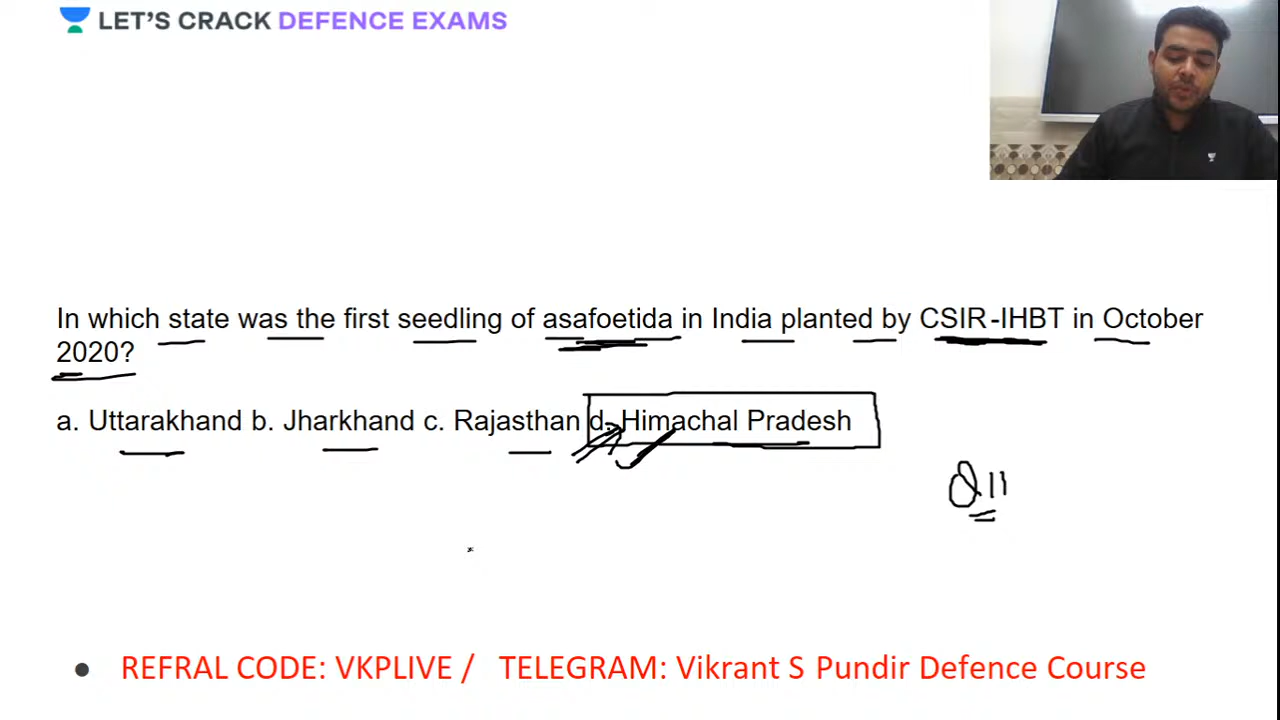 LET'S CRACK DEFENCE EXAMS
In which state was the first seedling of asafoetida in India planted by CSIR-IHBT in October
2020?
a. Uttarakhand b. Jharkhand c. Rajasthan d. Himachal Pradesh
Q11
REFRAL CODE: VKPLIVE / TELEGRAM: Vikrant S Pundir Defence Course